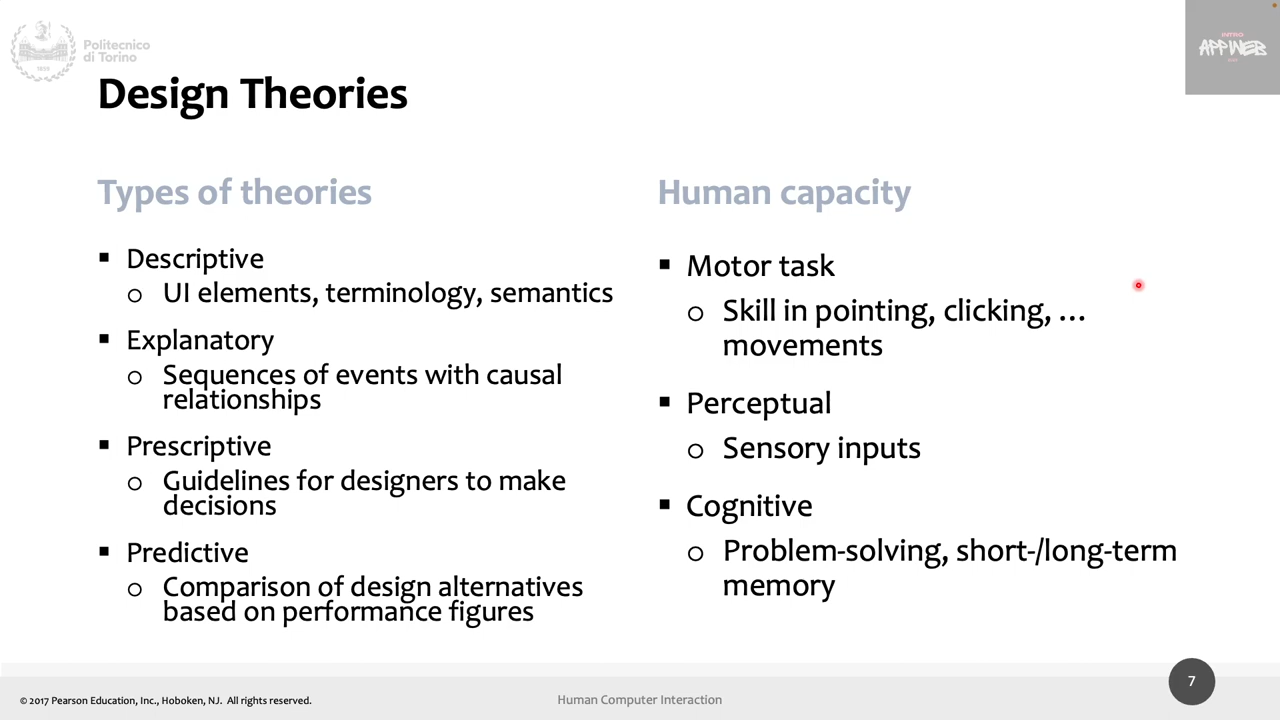 Politecnico
di Torino
1859
INTRO
APPWEB
Design Theories
Types of theories
▪ Descriptive
o UI elements, terminology, semantics
▪ Explanatory
o Sequences of events with causal
relationships
▪ Prescriptive
o Guidelines for designers to make
decisions
▪ Predictive
o Comparison of design alternatives
based on performance figures
Human capacity
▪ Motor task
o Skill in pointing, clicking, …
movements
▪ Perceptual
o Sensory inputs
▪ Cognitive
o Problem-solving, short-/long-term
memory
© 2017 Pearson Education, Inc., Hoboken, NJ. All rights reserved.
Human Computer Interaction
7